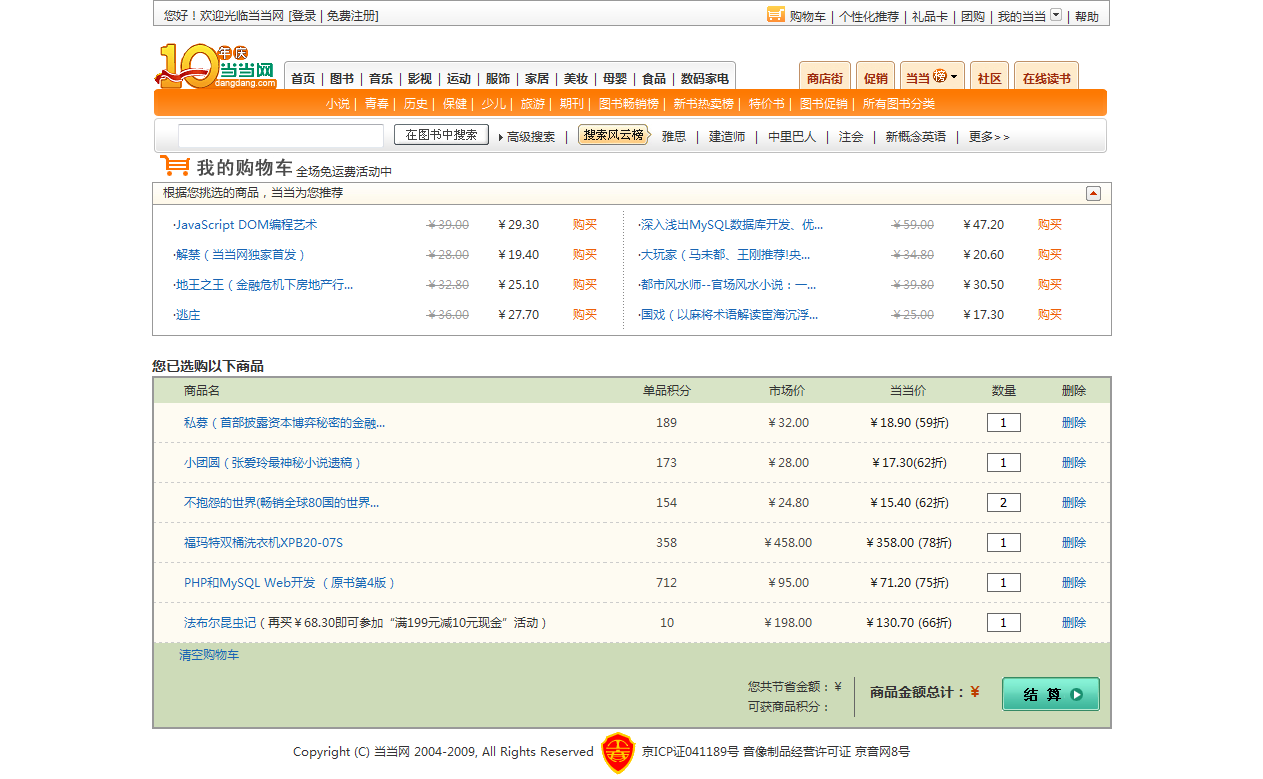 您好！欢迎光临当当网 [登录 | 免费注册]
购物车 | 个性化推荐 | 礼品卡 | 团购 | 我的当当 | 帮助
10年庆 当当网 dangdang.com
首页 | 图书 | 音乐 | 影视 | 运动 | 服饰 | 家居 | 美妆 | 母婴 | 食品 | 数码家电
商店街 促销 当当榜 社区 在线读书
小说 | 青春 | 历史 | 保健 | 少儿 | 旅游 | 期刊 | 图书畅销榜 | 新书热卖榜 | 特价书 | 图书促销 | 所有图书分类
在图书中搜索 高级搜索 | 搜索风云榜 雅思 | 建造师 | 中里巴人 | 注会 | 新概念英语 | 更多>>
我的购物车 全场免运费活动中
根据您挑选的商品，当当为您推荐
·JavaScript DOM编程艺术 ￥39.00 ￥29.30 购买 ·深入浅出MySQL数据库开发、优... ￥59.00 ￥47.20 购买
·解禁（当当网独家首发） ￥28.00 ￥19.40 购买 ·大玩家（马未都、王刚推荐!央... ￥34.80 ￥20.60 购买
·地王之王（金融危机下房地产行... ￥32.80 ￥25.10 购买 ·都市风水师--官场风水小说：一... ￥39.80 ￥30.50 购买
·逃庄 ￥36.00 ￥27.70 购买 ·国戏（以麻将术语解读宦海沉浮... ￥25.00 ￥17.30 购买
您已选购以下商品
商品名 单品积分 市场价 当当价 数量 删除
私募（首部披露资本博弈秘密的金融... 189 ￥32.00 ￥18.90 (59折) 1 删除
小团圆（张爱玲最神秘小说遗稿） 173 ￥28.00 ￥17.30(62折) 1 删除
不抱怨的世界(畅销全球80国的世界... 154 ￥24.80 ￥15.40 (62折) 2 删除
福玛特双桶洗衣机XPB20-07S 358 ￥458.00 ￥358.00 (78折) 1 删除
PHP和MySQL Web开发 （原书第4版） 712 ￥95.00 ￥71.20 (75折) 1 删除
法布尔昆虫记（再买￥68.30即可参加“满199元减10元现金”活动） 10 ￥198.00 ￥130.70 (66折) 1 删除
清空购物车
您共节省金额：￥
可获商品积分：
商品金额总计：￥
结 算
Copyright (C) 当当网 2004-2009, All Rights Reserved 京ICP证041189号 音像制品经营许可证 京音网8号